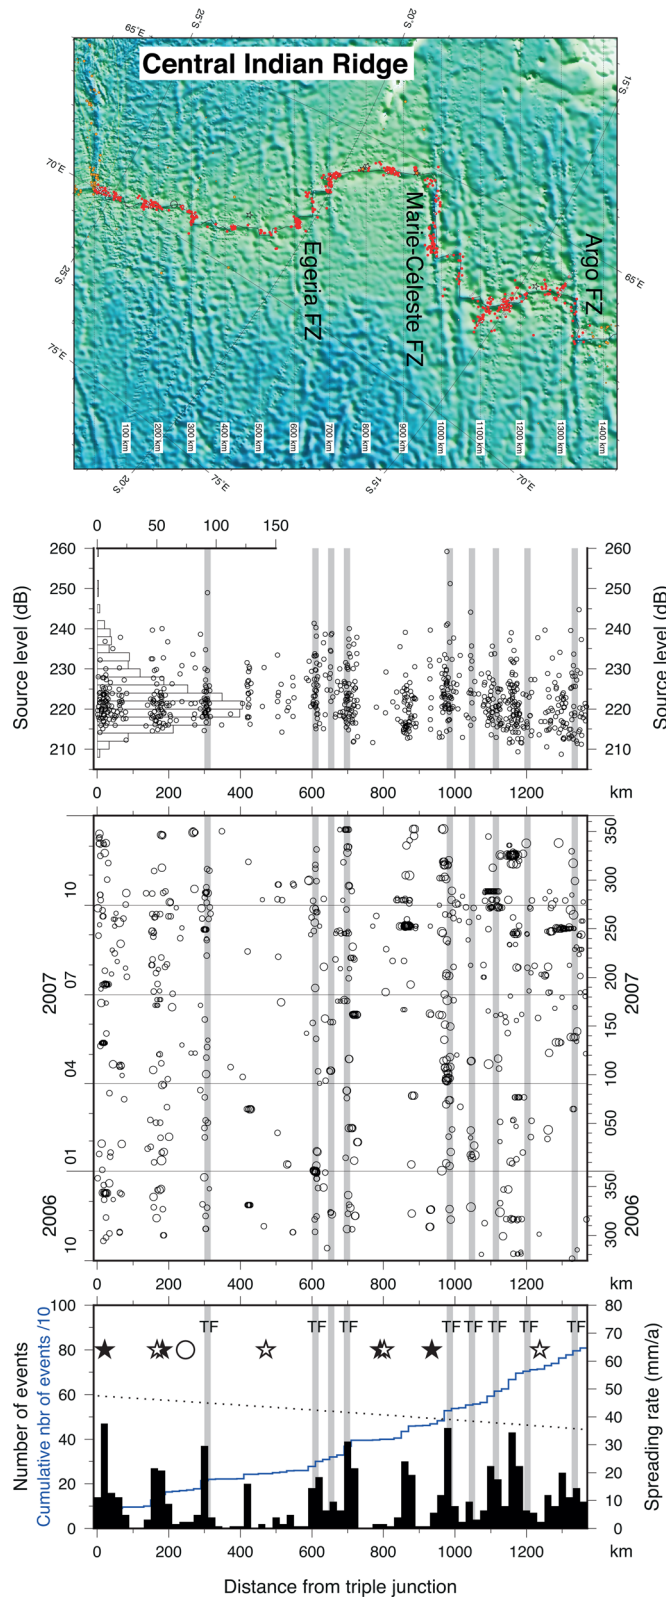 65°E
25°S
20°S
Central Indian Ridge
15°S
70°E
Marie-Céleste FZ
Argo FZ
Egeria FZ
65°E
25°S
75°E
100 km
200 km
300 km
400 km
500 km
600 km
700 km
800 km
900 km
1000 km
1100 km
1200 km
1300 km
1400 km
20°S
75°E
15°S
70°E
0 50 100 150
260 260
250 250
240 240
230 230
220 220
210 210
Source level (dB)
Source level (dB)
0 200 400 600 800 1000 1200 km
10
07
04
01
10
2007
2006
350
300
250
200
150
100
050
350
300
2007
2006
0 200 400 600 800 1000 1200 km
100 80
TF TF TF TF TF TF TF TF
70
80 60
60 50
40
40 30
20 20
10
0 0
Number of events
Cumulative nbr of events /10
Spreading rate (mm/a)
0 200 400 600 800 1000 1200 km
Distance from triple junction